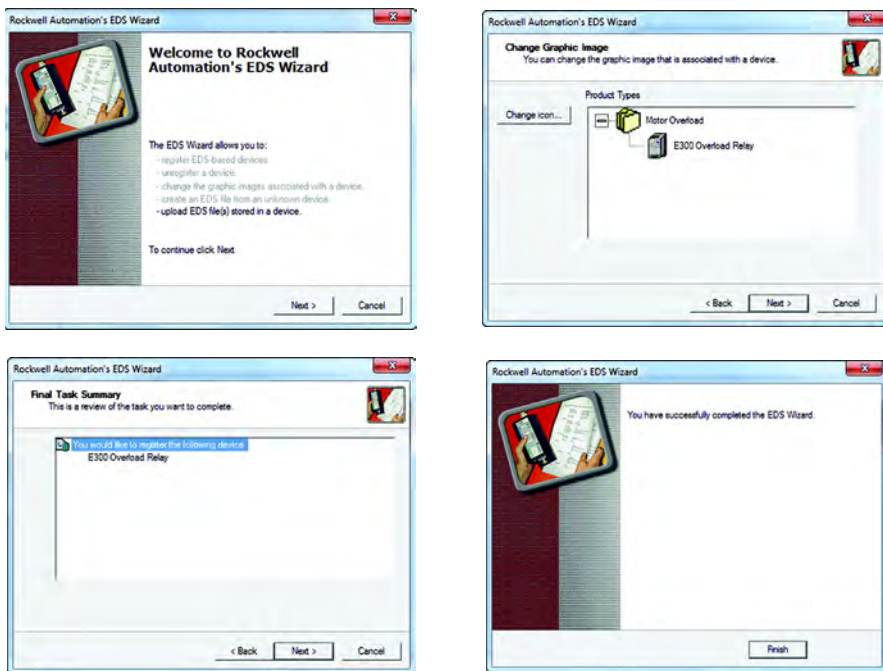 Rockwell Automation's EDS Wizard
Welcome to Rockwell
Automation's EDS Wizard
The EDS Wizard allows you to:
- register EDS-based devices.
- unregister a device.
- change the graphic images associated with a device.
- create an EDS file from an unknown device.
- upload EDS file(s) stored in a device.
To continue click Next
Next >
Cancel
Rockwell Automation's EDS Wizard
Change Graphic Image
You can change the graphic image that is associated with a device.
Product Types
Change icon...
Motor Overload
E300 Overload Relay
< Back
Next >
Cancel
Rockwell Automation's EDS Wizard
Final Task Summary
This is a review of the task you want to complete.
You would like to register the following device
E300 Overload Relay
< Back
Next >
Cancel
Rockwell Automation's EDS Wizard
You have successfully completed the EDS Wizard.
Finish